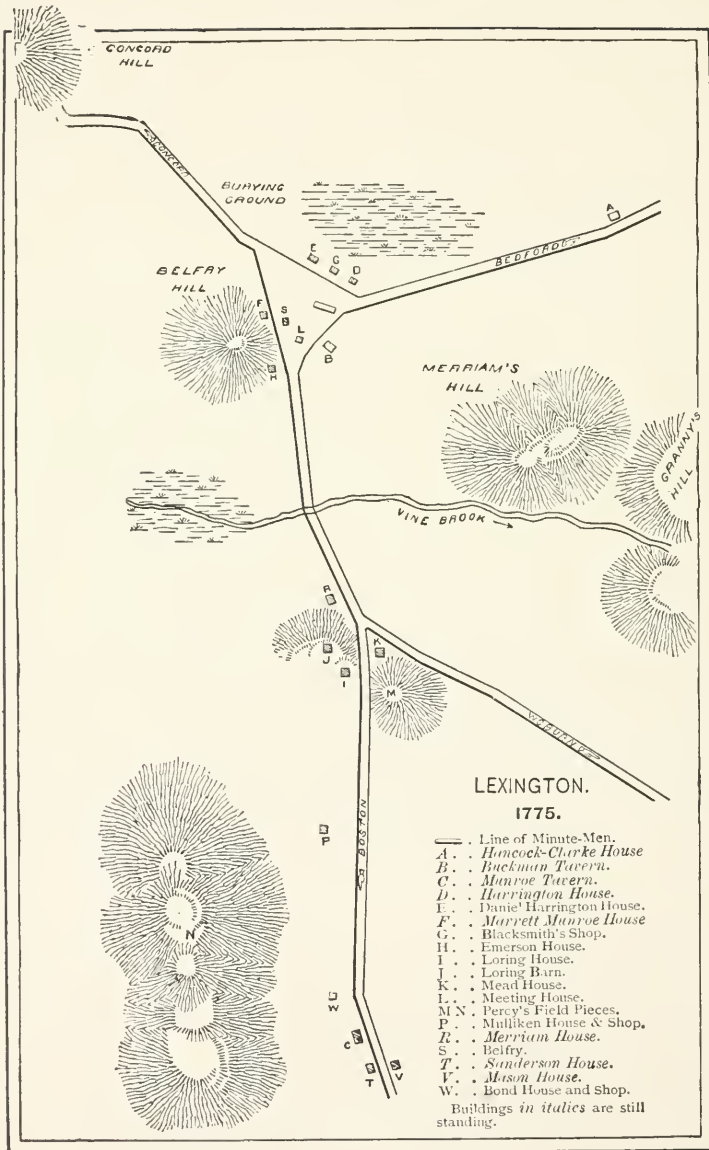 CONCORD
HILL
CONCORD
BURYING
GROUND
A
E
G
D
BEDFORD
BELFRY
HILL
F
S
L
B
H
MERRIAM'S
HILL
GRANNY'S
HILL
VINE BROOK
R
K
J
I
M
WOBURN
BOSTON
P
N
W
C
T
V
LEXINGTON.
1775.
. Line of Minute-Men.
A . . Hancock-Clarke House
B . . Buckman Tavern.
C . . Munroe Tavern.
D . . Harrington House.
E . . Daniel Harrington House.
F . . Marrett Munroe House
G . . Blacksmith's Shop.
H . . Emerson House.
I . . Loring House.
J . . Loring Barn.
K . . Mead House.
L . . Meeting House.
M N . Percy's Field Pieces.
P . . Mulliken House & Shop.
R . . Merriam House.
S . . Belfry.
T . . Sanderson House.
V . . Mason House.
W . . Bond House and Shop.
Buildings in italics are still
standing.